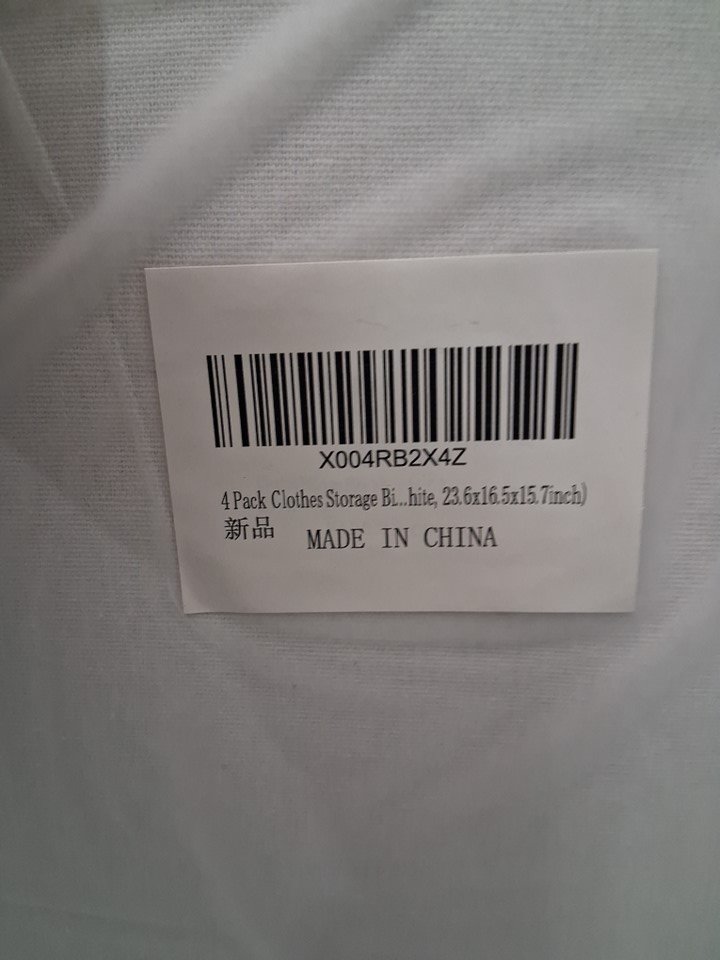 X004RB2X4Z
4 Pack Clothes Storage Bi...hite, 23.6x16.5x15.7inch)
新品
MADE IN CHINA